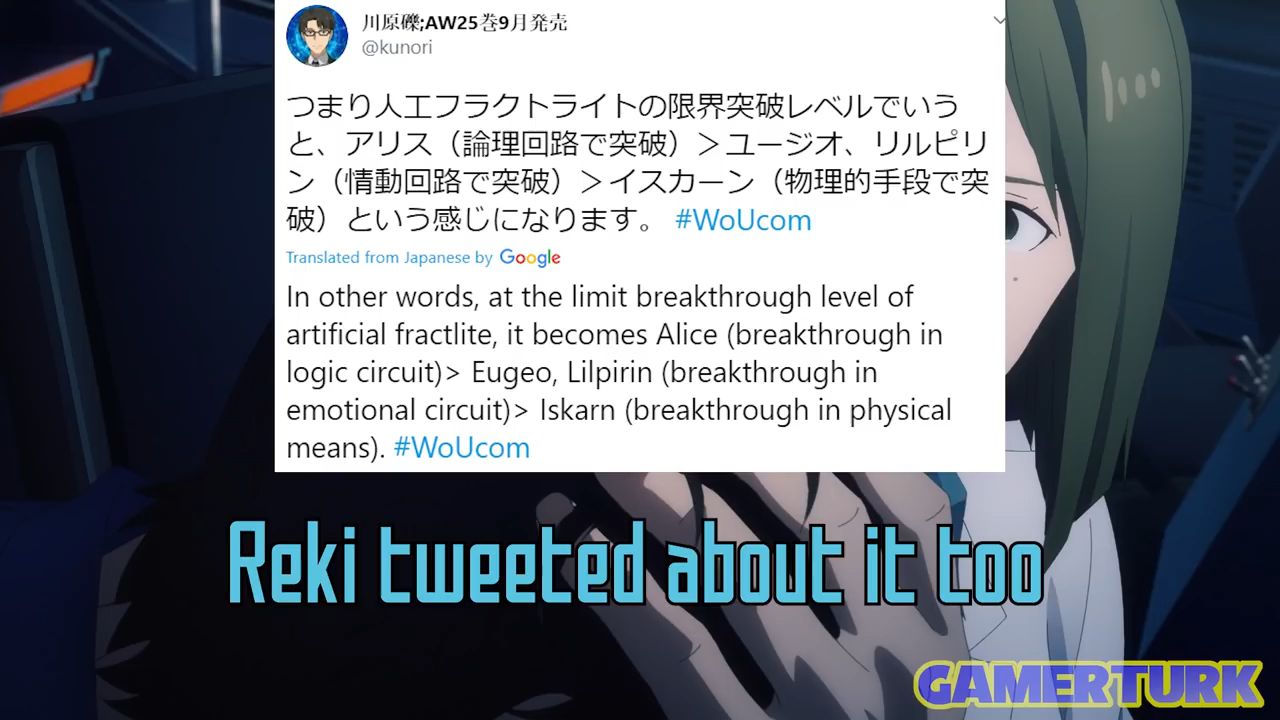 川原礫;AW25巻9月発売
@kunori
つまり人工フラクトライトの限界突破レベルでいう
と、アリス（論理回路で突破）＞ユージオ、リルピリ
ン（情動回路で突破）＞イスカーン（物理的手段で突
破）という感じになります。 #WoUcom
Translated from Japanese by Google
In other words, at the limit breakthrough level of
artificial fractlite, it becomes Alice (breakthrough in
logic circuit)> Eugeo, Lilpirin (breakthrough in
emotional circuit)> Iskarn (breakthrough in physical
means). #WoUcom
Reki tweeted about it too
GAMERTURK